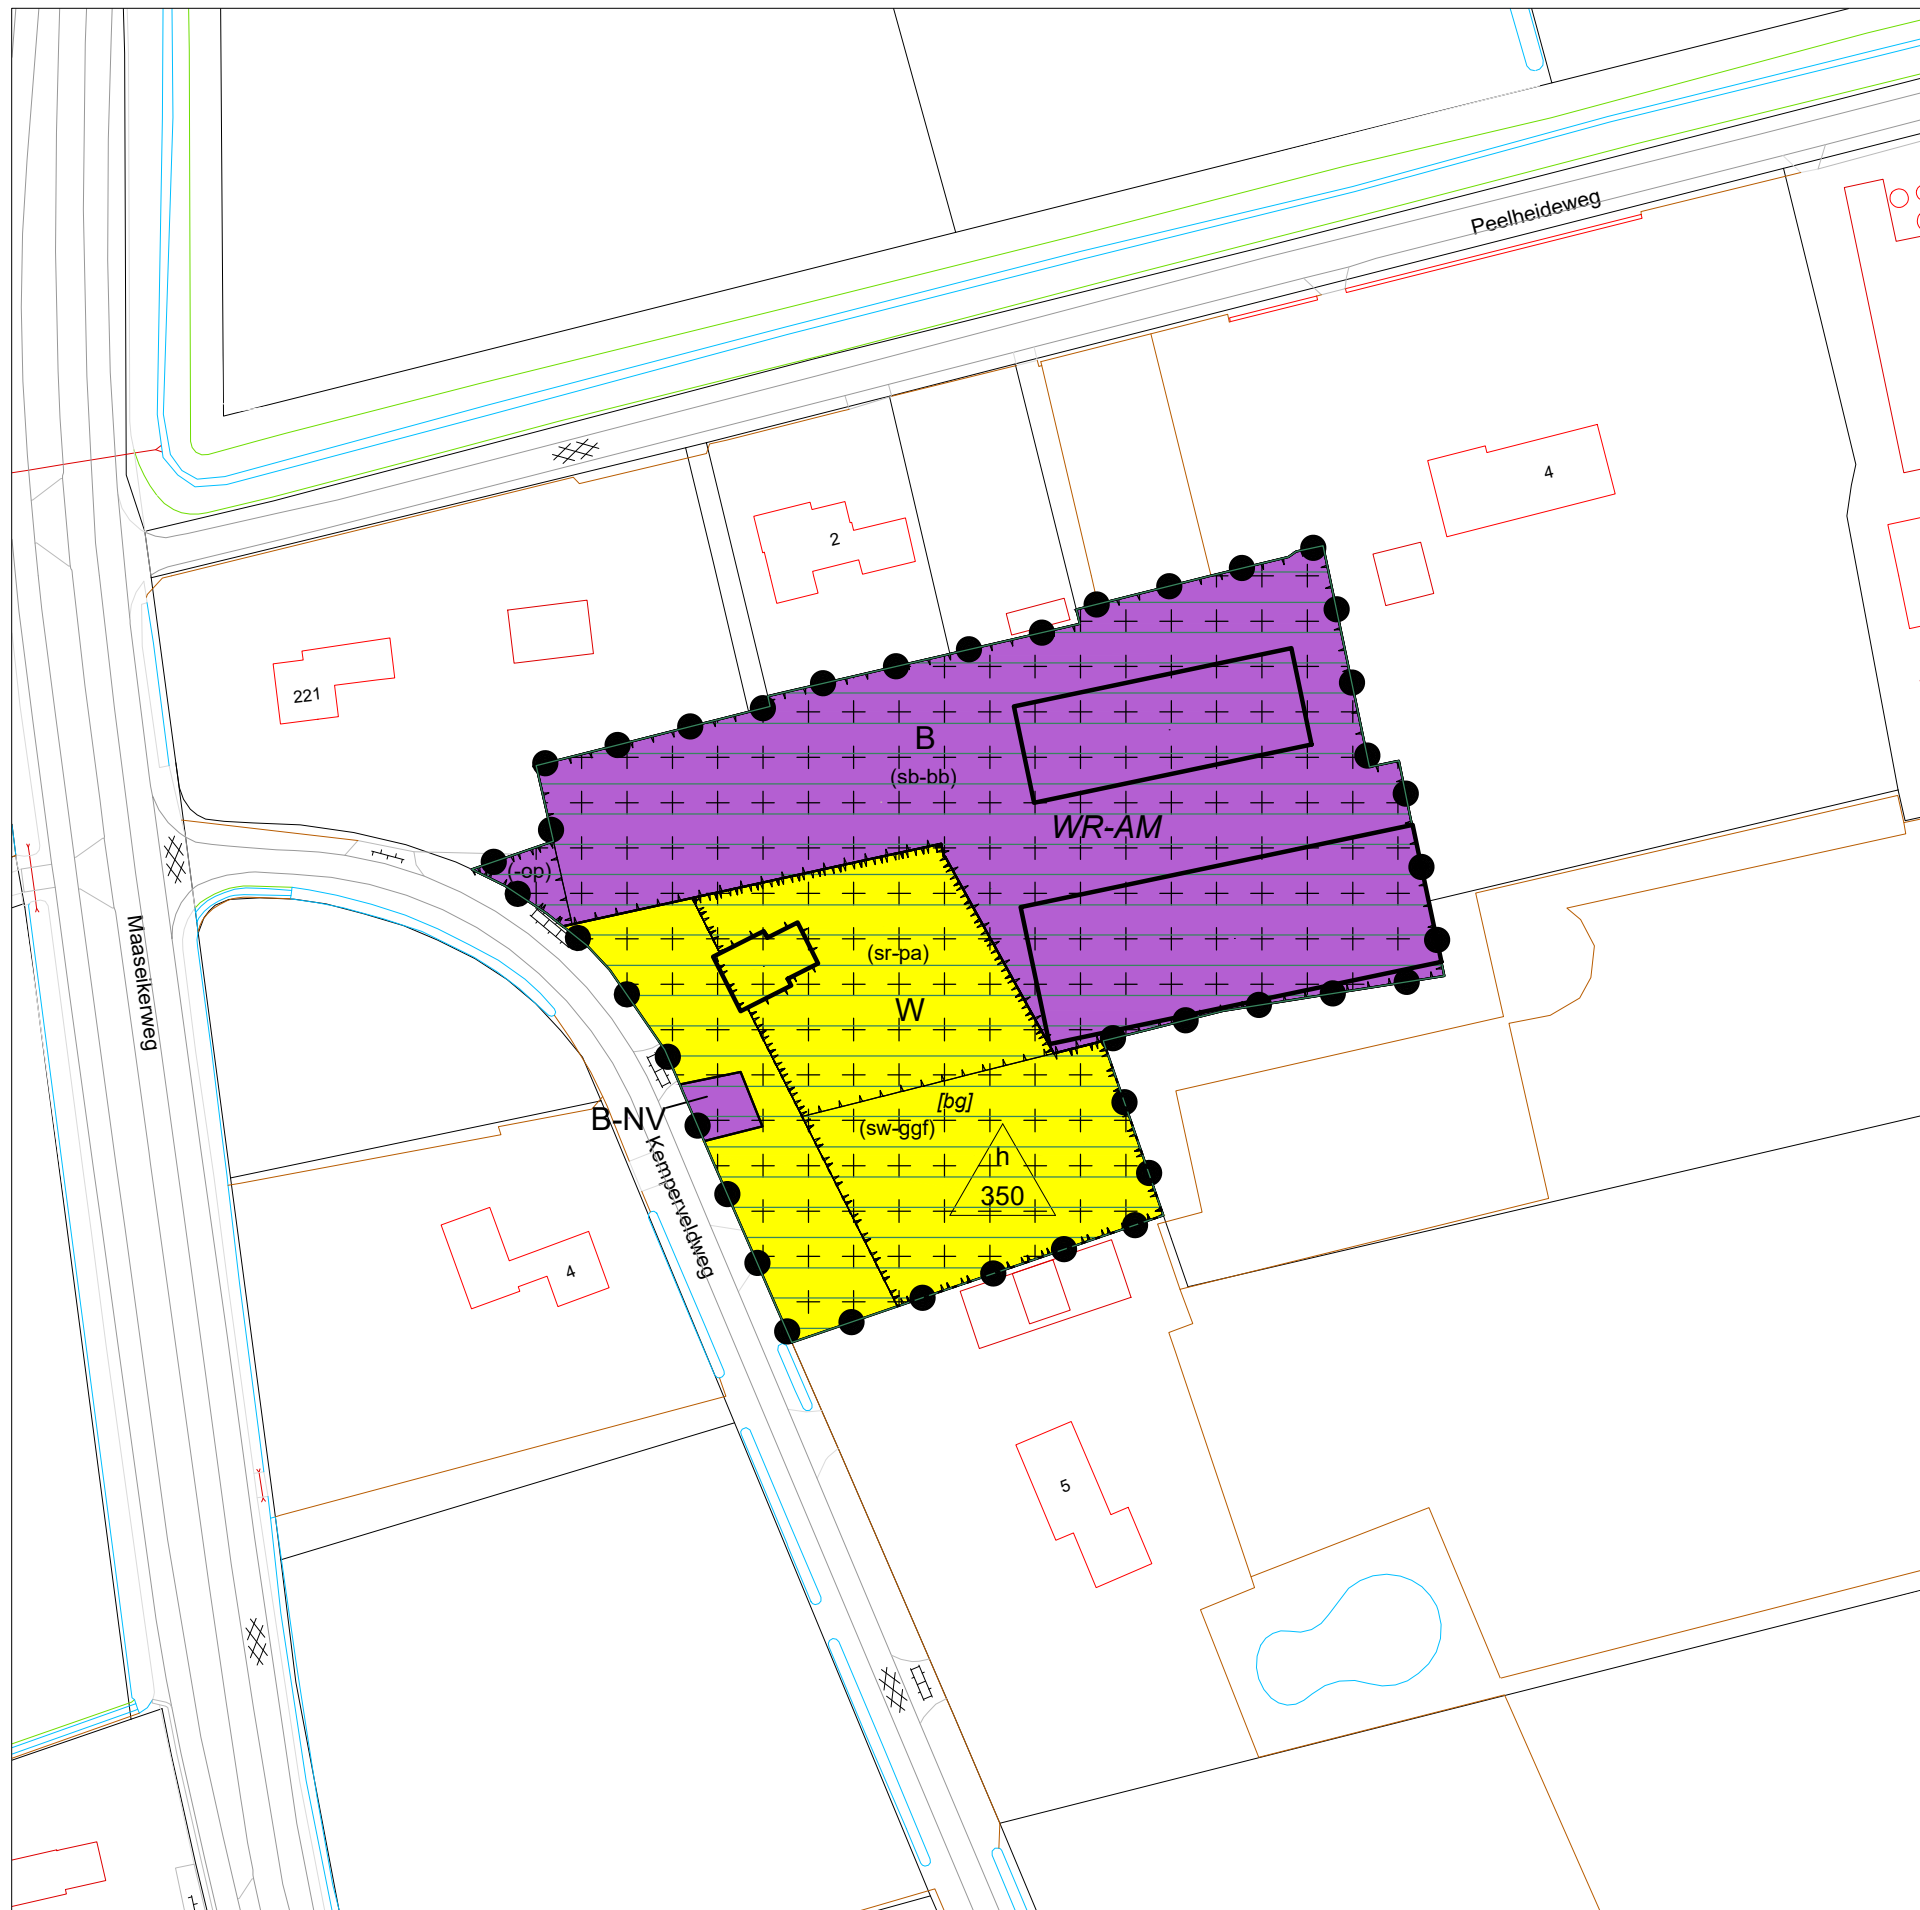 Peelheideweg
4
2
221
B
(sb-bb)
WR-AM
(-op)
(sr-pa)
W
Maaseikerweg
[bg]
B-NV
(sw-ggf)
h
350
Kemperveldweg
4
5